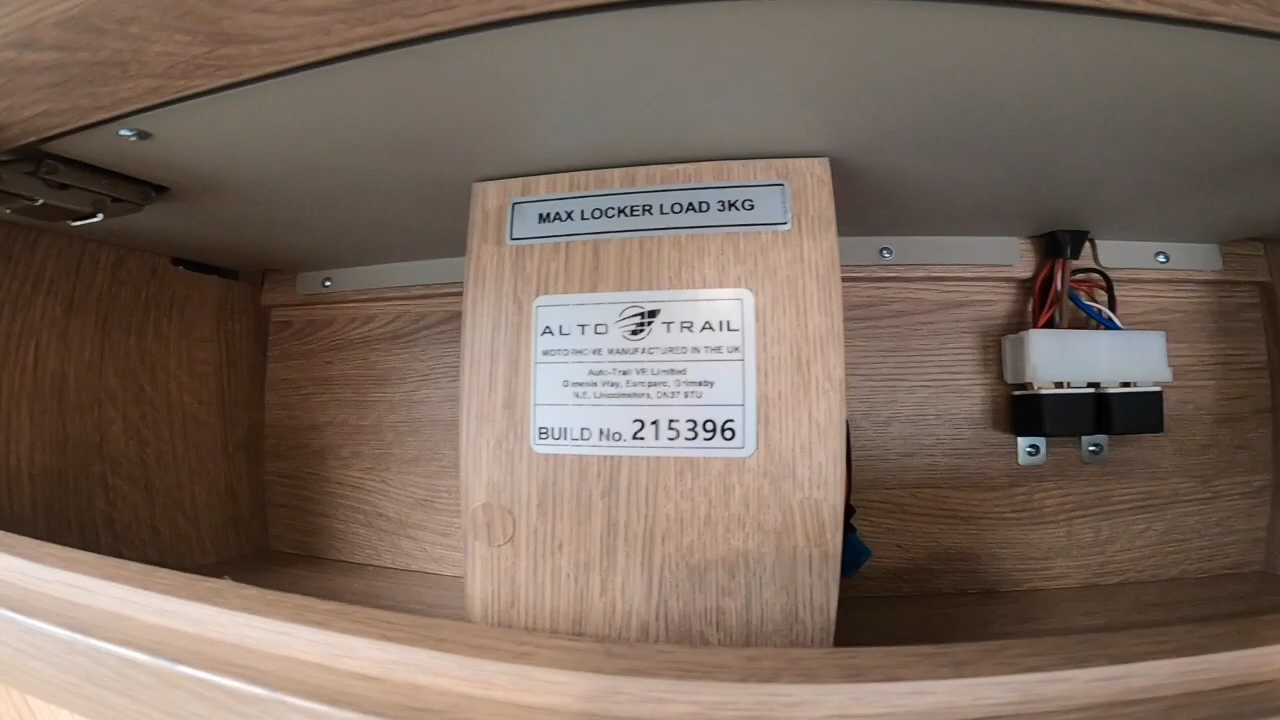 MAX LOCKER LOAD 3KG
AUTO TRAIL
MOTORHOME MANUFACTURED IN THE UK
Auto-Trail VR Limited
Genesis Way, Europarc, Grimsby
N.E. Lincolnshire, DN37 9TU
BUILD No. 215396